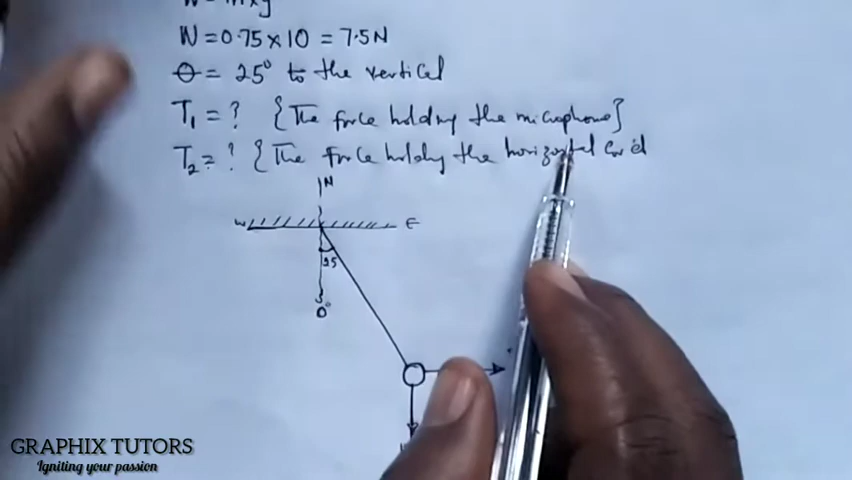 W = 0.75 × 10 = 7.5N
θ = 25° to the vertical
T₁ = ? {The force holding the microphone}
T₂ = ? {The force holding the horizontal cord
N
W E
25
0°
GRAPHIX TUTORS
Igniting your passion